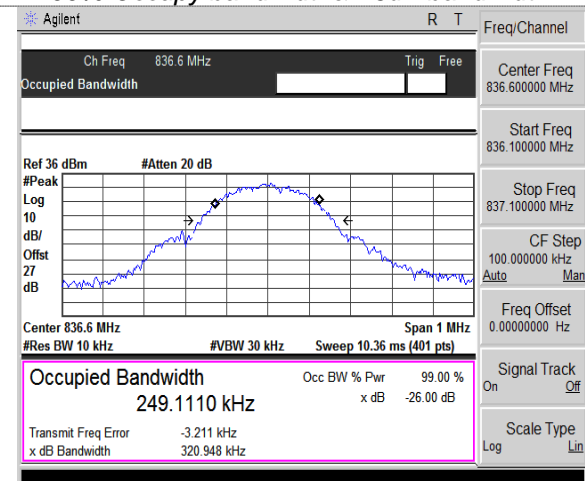 Agilent R T
Ch Freq 836.6 MHz Trig Free
Occupied Bandwidth
Ref 36 dBm #Atten 20 dB
#Peak
Log
10
dB/
Offst
27
dB
Center 836.6 MHz Span 1 MHz
#Res BW 10 kHz #VBW 30 kHz Sweep 10.36 ms (401 pts)
Occupied Bandwidth Occ BW % Pwr 99.00 %
249.1110 kHz x dB -26.00 dB
Transmit Freq Error -3.211 kHz
x dB Bandwidth 320.948 kHz
Freq/Channel
Center Freq
836.600000 MHz
Start Freq
836.100000 MHz
Stop Freq
837.100000 MHz
CF Step
100.000000 kHz
Auto Man
Freq Offset
0.00000000 Hz
Signal Track
On Off
Scale Type
Log Lin